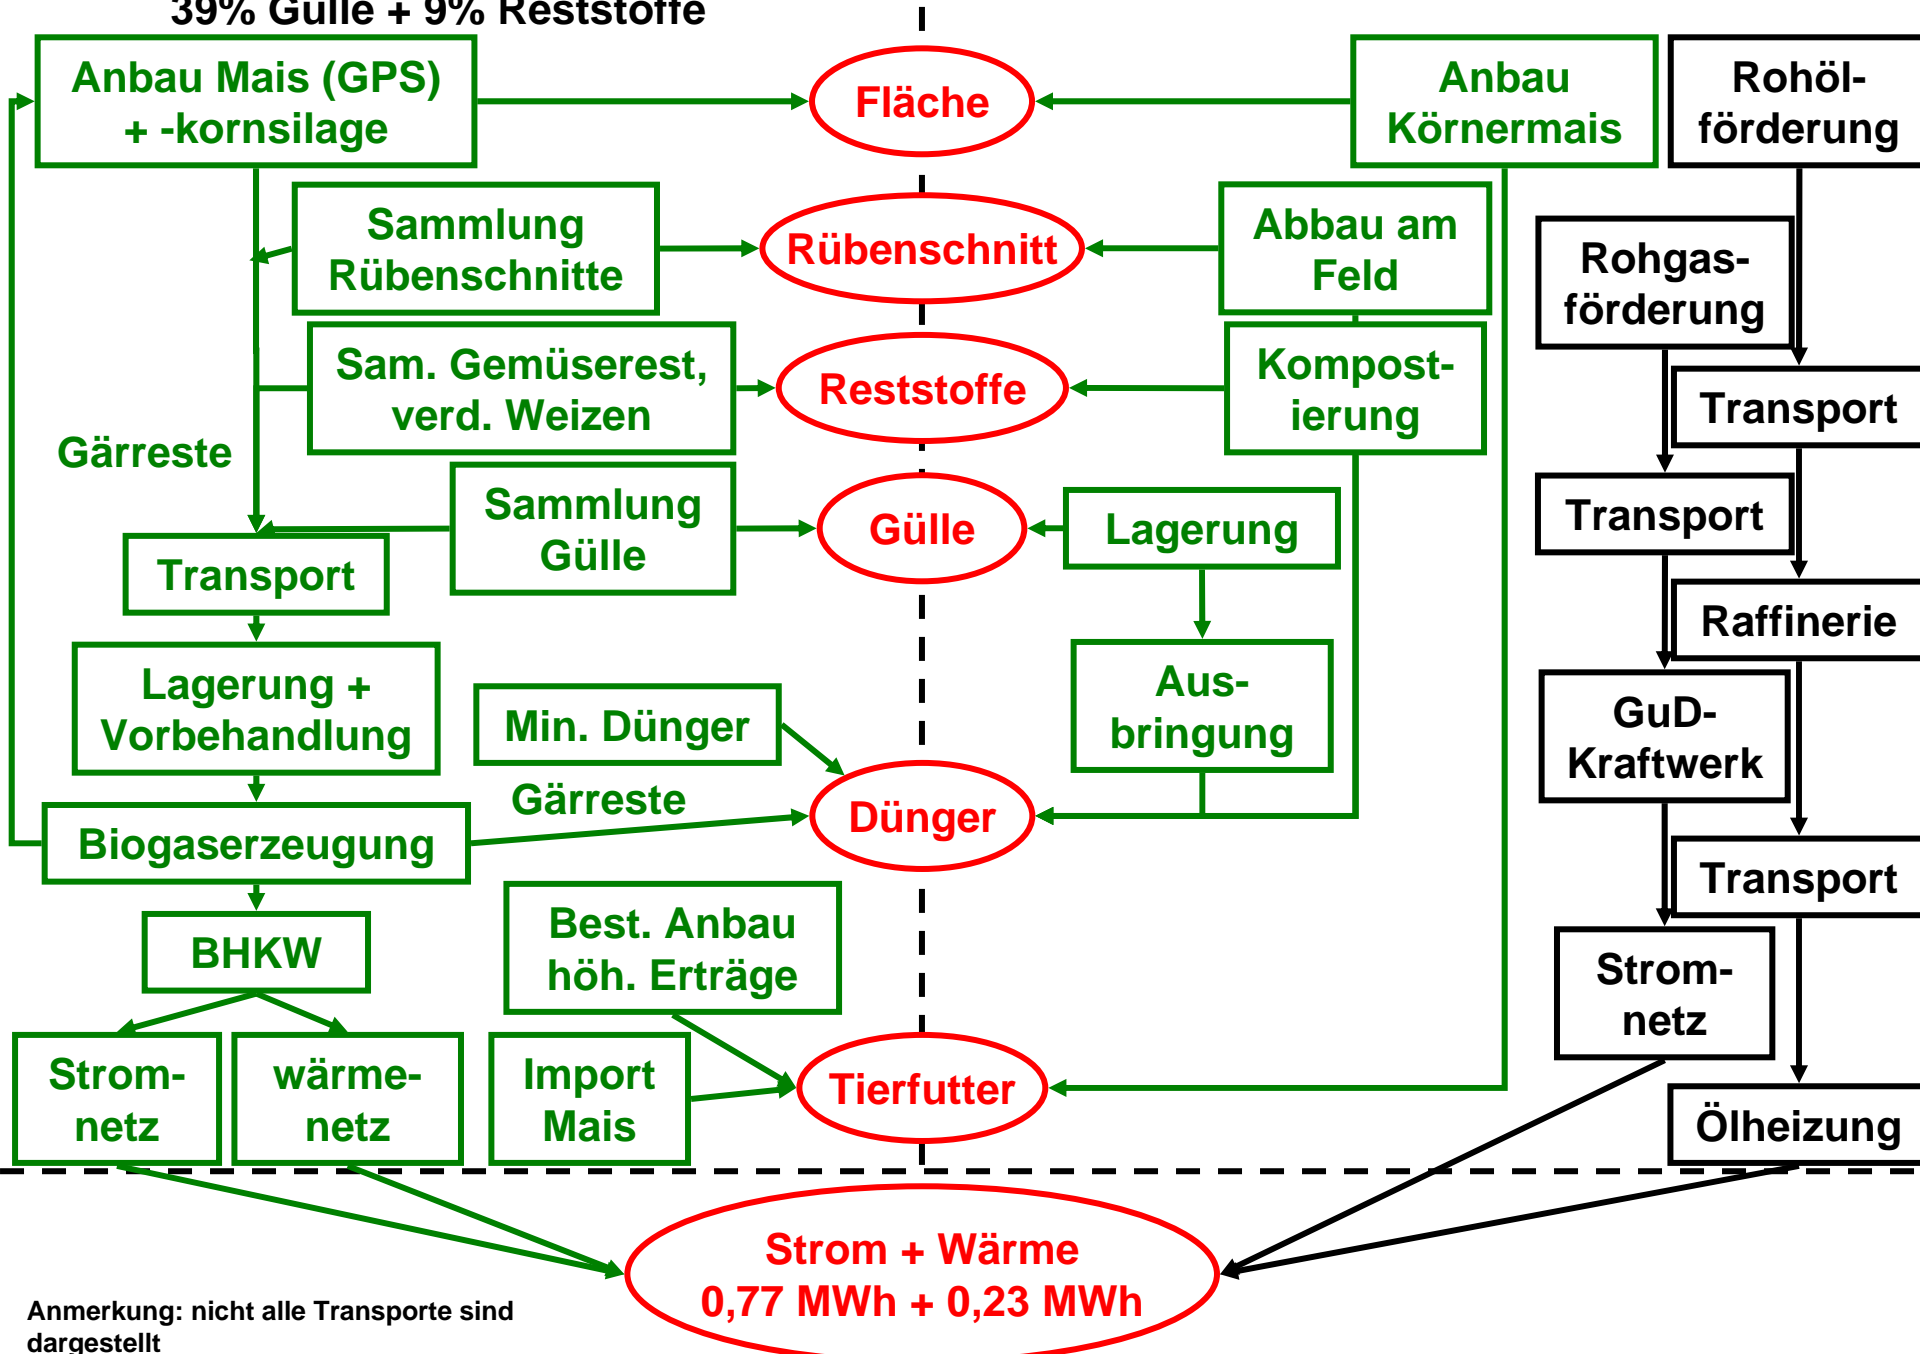 39% Gülle + 9% Reststoffe
Anbau Mais (GPS)
+ -kornsilage
Fläche
Anbau
Körnermais
Rohöl-
förderung
Sammlung
Rübenschnitte
Rübenschnitt
Abbau am
Feld
Rohgas-
förderung
Sam. Gemüserest,
verd. Weizen
Reststoffe
Kompost-
ierung
Transport
Gärreste
Sammlung
Gülle
Gülle
Lagerung
Transport
Transport
Raffinerie
Lagerung +
Vorbehandlung
Min. Dünger
Aus-
bringung
GuD-
Kraftwerk
Gärreste
Dünger
Biogaserzeugung
Transport
BHKW
Best. Anbau
höh. Erträge
Strom-
netz
Strom-
netz
wärme-
netz
Import
Mais
Tierfutter
Ölheizung
Strom + Wärme
0,77 MWh + 0,23 MWh
Anmerkung: nicht alle Transporte sind
dargestellt